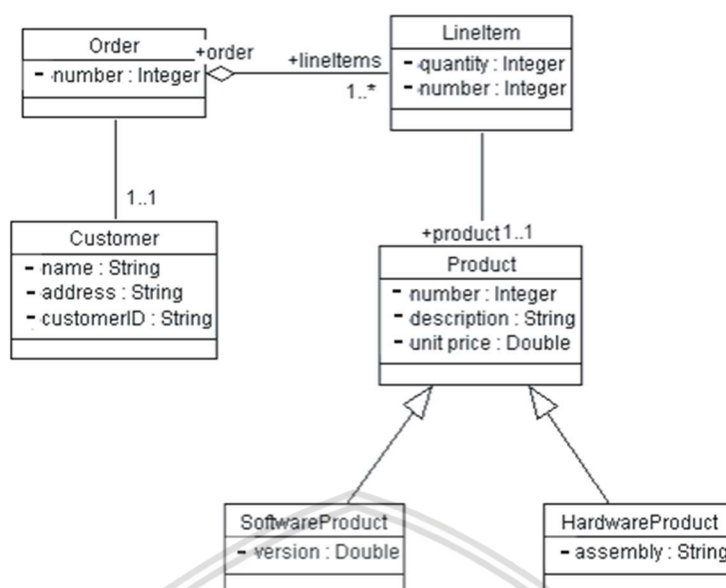 Order
- number : Integer
+order
+lineItems
1..*
LineItem
- quantity : Integer
- number : Integer
1..1
Customer
- name : String
- address : String
- customerID : String
+product 1..1
Product
- number : Integer
- description : String
- unit price : Double
SoftwareProduct
- version : Double
HardwareProduct
- assembly : String